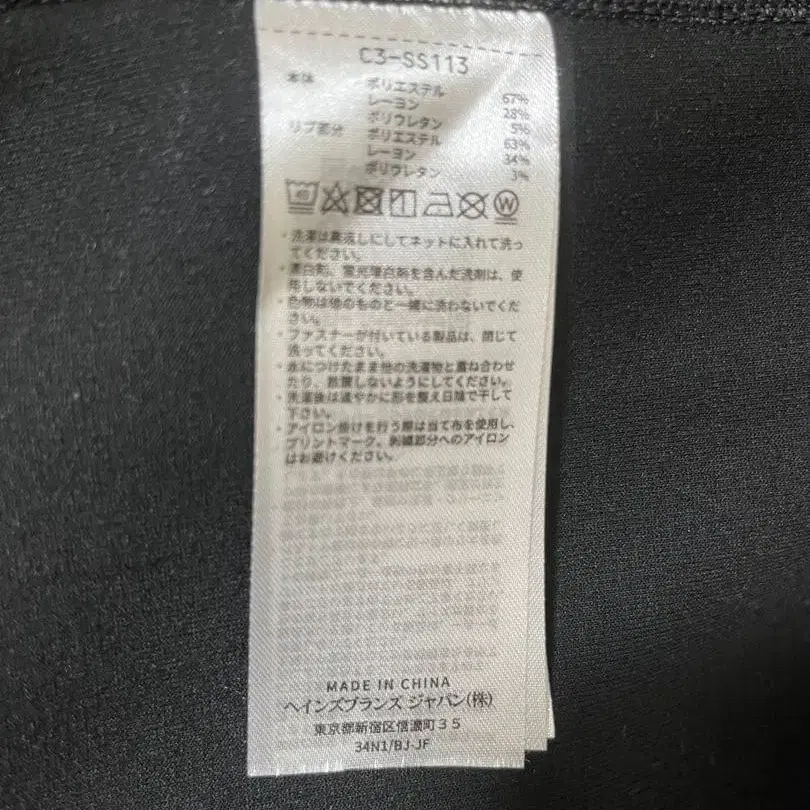 C3-SS113
本体 ポリエステル 67%
レーヨン 28%
ポリウレタン 5%
リブ部分 ポリエステル 63%
レーヨン 34%
ポリウレタン 3%
40
W
・洗濯は裏返しにしてネットに入れて洗っ
てください。
・漂白剤、蛍光増白剤を含んだ洗剤は、使
用しないでください。
・色物は他のものと一緒に洗わないでくだ
さい。
・ファスナーが付いている製品は、閉じて
洗ってください。
・水につけたまま他の洗濯物と重ね合わせ
たり、放置しないようにしてください。
・洗濯後は速やかに形を整え日陰で干して
下さい。
・アイロン掛けを行う際は当て布を使用し、
プリントマーク、刺繍部分へのアイロン
はお避けください。
MADE IN CHINA
ヘインズブランズ ジャパン(株)
東京都新宿区信濃町35
34N1/BJ-JF